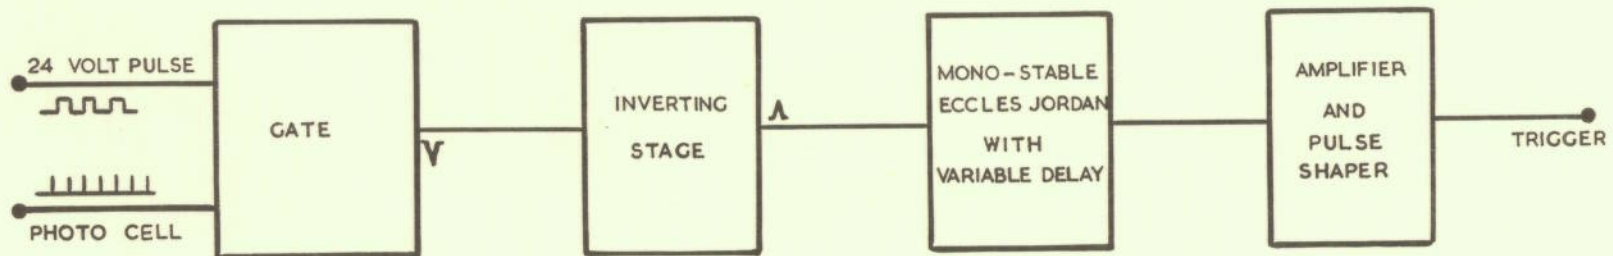 24 VOLT PULSE
PHOTO CELL
GATE
INVERTING
STAGE
MONO-STABLE
ECCLES JORDAN
WITH
VARIABLE DELAY
AMPLIFIER
AND
PULSE
SHAPER
TRIGGER